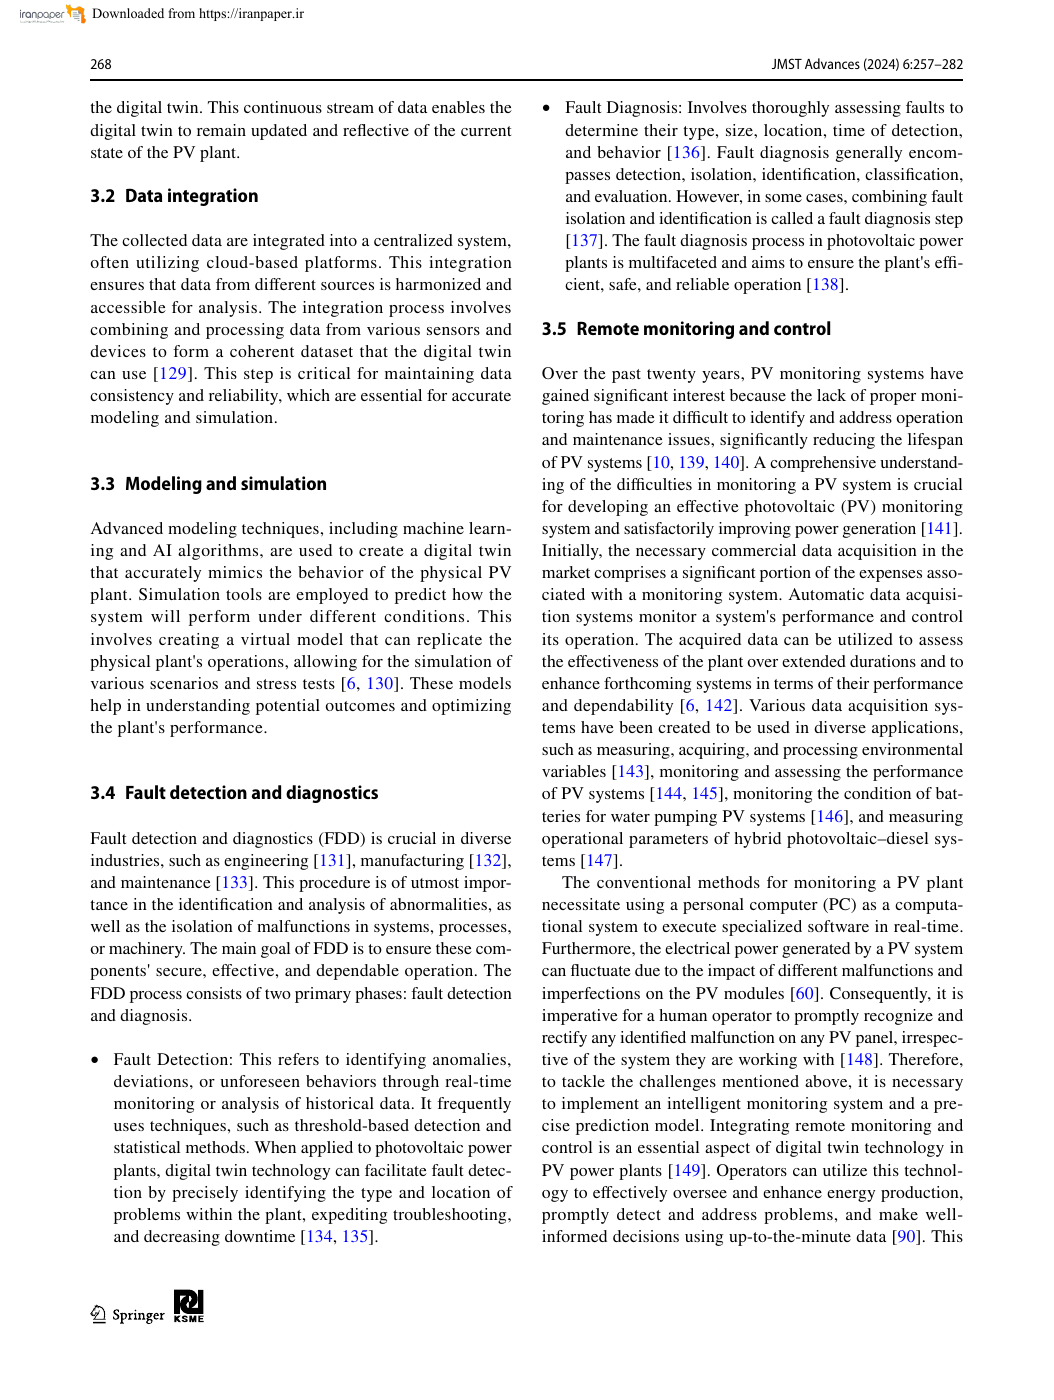 iranpaper Downloaded from https://iranpaper.ir
268
JMST Advances (2024) 6:257–282
the digital twin. This continuous stream of data enables the
digital twin to remain updated and reflective of the current
state of the PV plant.
3.2 Data integration
The collected data are integrated into a centralized system,
often utilizing cloud-based platforms. This integration
ensures that data from different sources is harmonized and
accessible for analysis. The integration process involves
combining and processing data from various sensors and
devices to form a coherent dataset that the digital twin
can use [129]. This step is critical for maintaining data
consistency and reliability, which are essential for accurate
modeling and simulation.
3.3 Modeling and simulation
Advanced modeling techniques, including machine learn-
ing and AI algorithms, are used to create a digital twin
that accurately mimics the behavior of the physical PV
plant. Simulation tools are employed to predict how the
system will perform under different conditions. This
involves creating a virtual model that can replicate the
physical plant's operations, allowing for the simulation of
various scenarios and stress tests [6, 130]. These models
help in understanding potential outcomes and optimizing
the plant's performance.
3.4 Fault detection and diagnostics
Fault detection and diagnostics (FDD) is crucial in diverse
industries, such as engineering [131], manufacturing [132],
and maintenance [133]. This procedure is of utmost impor-
tance in the identification and analysis of abnormalities, as
well as the isolation of malfunctions in systems, processes,
or machinery. The main goal of FDD is to ensure these com-
ponents' secure, effective, and dependable operation. The
FDD process consists of two primary phases: fault detection
and diagnosis.
• Fault Detection: This refers to identifying anomalies,
deviations, or unforeseen behaviors through real-time
monitoring or analysis of historical data. It frequently
uses techniques, such as threshold-based detection and
statistical methods. When applied to photovoltaic power
plants, digital twin technology can facilitate fault detec-
tion by precisely identifying the type and location of
problems within the plant, expediting troubleshooting,
and decreasing downtime [134, 135].
• Fault Diagnosis: Involves thoroughly assessing faults to
determine their type, size, location, time of detection,
and behavior [136]. Fault diagnosis generally encom-
passes detection, isolation, identification, classification,
and evaluation. However, in some cases, combining fault
isolation and identification is called a fault diagnosis step
[137]. The fault diagnosis process in photovoltaic power
plants is multifaceted and aims to ensure the plant's effi-
cient, safe, and reliable operation [138].
3.5 Remote monitoring and control
Over the past twenty years, PV monitoring systems have
gained significant interest because the lack of proper moni-
toring has made it difficult to identify and address operation
and maintenance issues, significantly reducing the lifespan
of PV systems [10, 139, 140]. A comprehensive understand-
ing of the difficulties in monitoring a PV system is crucial
for developing an effective photovoltaic (PV) monitoring
system and satisfactorily improving power generation [141].
Initially, the necessary commercial data acquisition in the
market comprises a significant portion of the expenses asso-
ciated with a monitoring system. Automatic data acquisi-
tion systems monitor a system's performance and control
its operation. The acquired data can be utilized to assess
the effectiveness of the plant over extended durations and to
enhance forthcoming systems in terms of their performance
and dependability [6, 142]. Various data acquisition sys-
tems have been created to be used in diverse applications,
such as measuring, acquiring, and processing environmental
variables [143], monitoring and assessing the performance
of PV systems [144, 145], monitoring the condition of bat-
teries for water pumping PV systems [146], and measuring
operational parameters of hybrid photovoltaic–diesel sys-
tems [147].
The conventional methods for monitoring a PV plant
necessitate using a personal computer (PC) as a computa-
tional system to execute specialized software in real-time.
Furthermore, the electrical power generated by a PV system
can fluctuate due to the impact of different malfunctions and
imperfections on the PV modules [60]. Consequently, it is
imperative for a human operator to promptly recognize and
rectify any identified malfunction on any PV panel, irrespec-
tive of the system they are working with [148]. Therefore,
to tackle the challenges mentioned above, it is necessary
to implement an intelligent monitoring system and a pre-
cise prediction model. Integrating remote monitoring and
control is an essential aspect of digital twin technology in
PV power plants [149]. Operators can utilize this technol-
ogy to effectively oversee and enhance energy production,
promptly detect and address problems, and make well-
informed decisions using up-to-the-minute data [90]. This
Springer
KSME